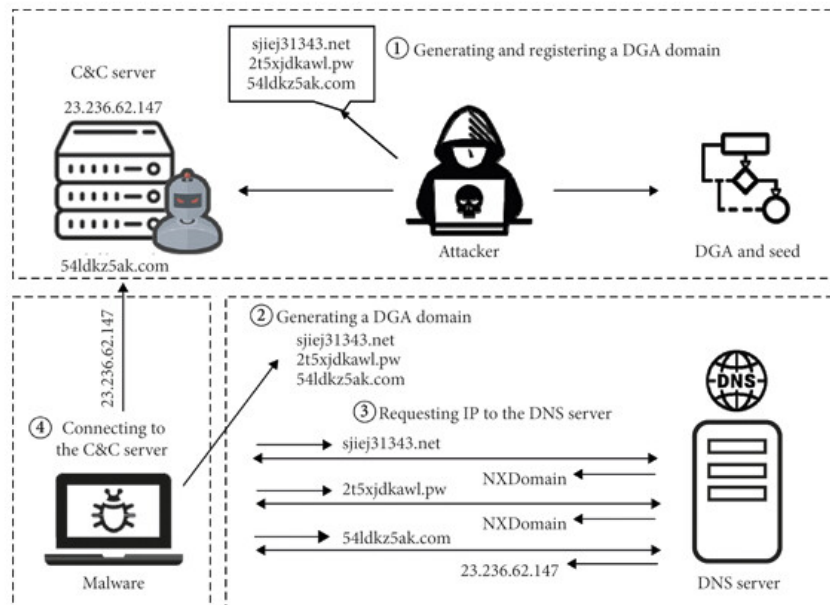 sjiej31343.net
2t5xjdkawl.pw
54ldkz5ak.com
① Generating and registering a DGA domain
C&C server
23.236.62.147
54ldkz5ak.com
Attacker
DGA and seed
② Generating a DGA domain
sjiej31343.net
2t5xjdkawl.pw
54ldkz5ak.com
23.236.62.147
④ Connecting to
the C&C server
Malware
③ Requesting IP to the DNS server
sjiej31343.net
NXDomain
2t5xjdkawl.pw
NXDomain
54ldkz5ak.com
23.236.62.147
DNS
DNS server